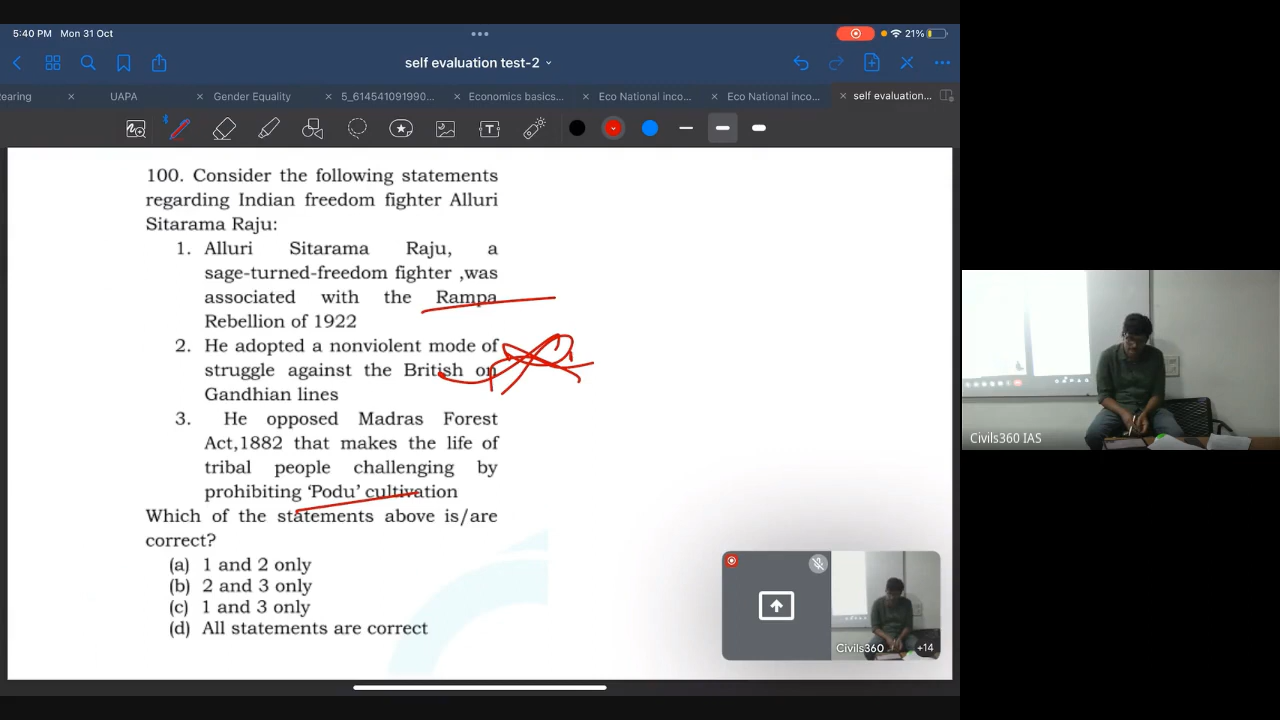 5:40 PM Mon 31 Oct
21%
self evaluation test-2
earing
UAPA
Gender Equality
5_614541091990...
Economics basics...
Eco National inco...
Eco National inco...
self evaluation...
100. Consider the following statements
regarding Indian freedom fighter Alluri
Sitarama Raju:
1. Alluri Sitarama Raju, a
sage-turned-freedom fighter ,was
associated with the Rampa
Rebellion of 1922
2. He adopted a nonviolent mode of
struggle against the British on
Gandhian lines
3. He opposed Madras Forest
Act,1882 that makes the life of
tribal people challenging by
prohibiting ‘Podu’ cultivation
Which of the statements above is/are
correct?
(a) 1 and 2 only
(b) 2 and 3 only
(c) 1 and 3 only
(d) All statements are correct
Civils360 IAS
Civils360
+14